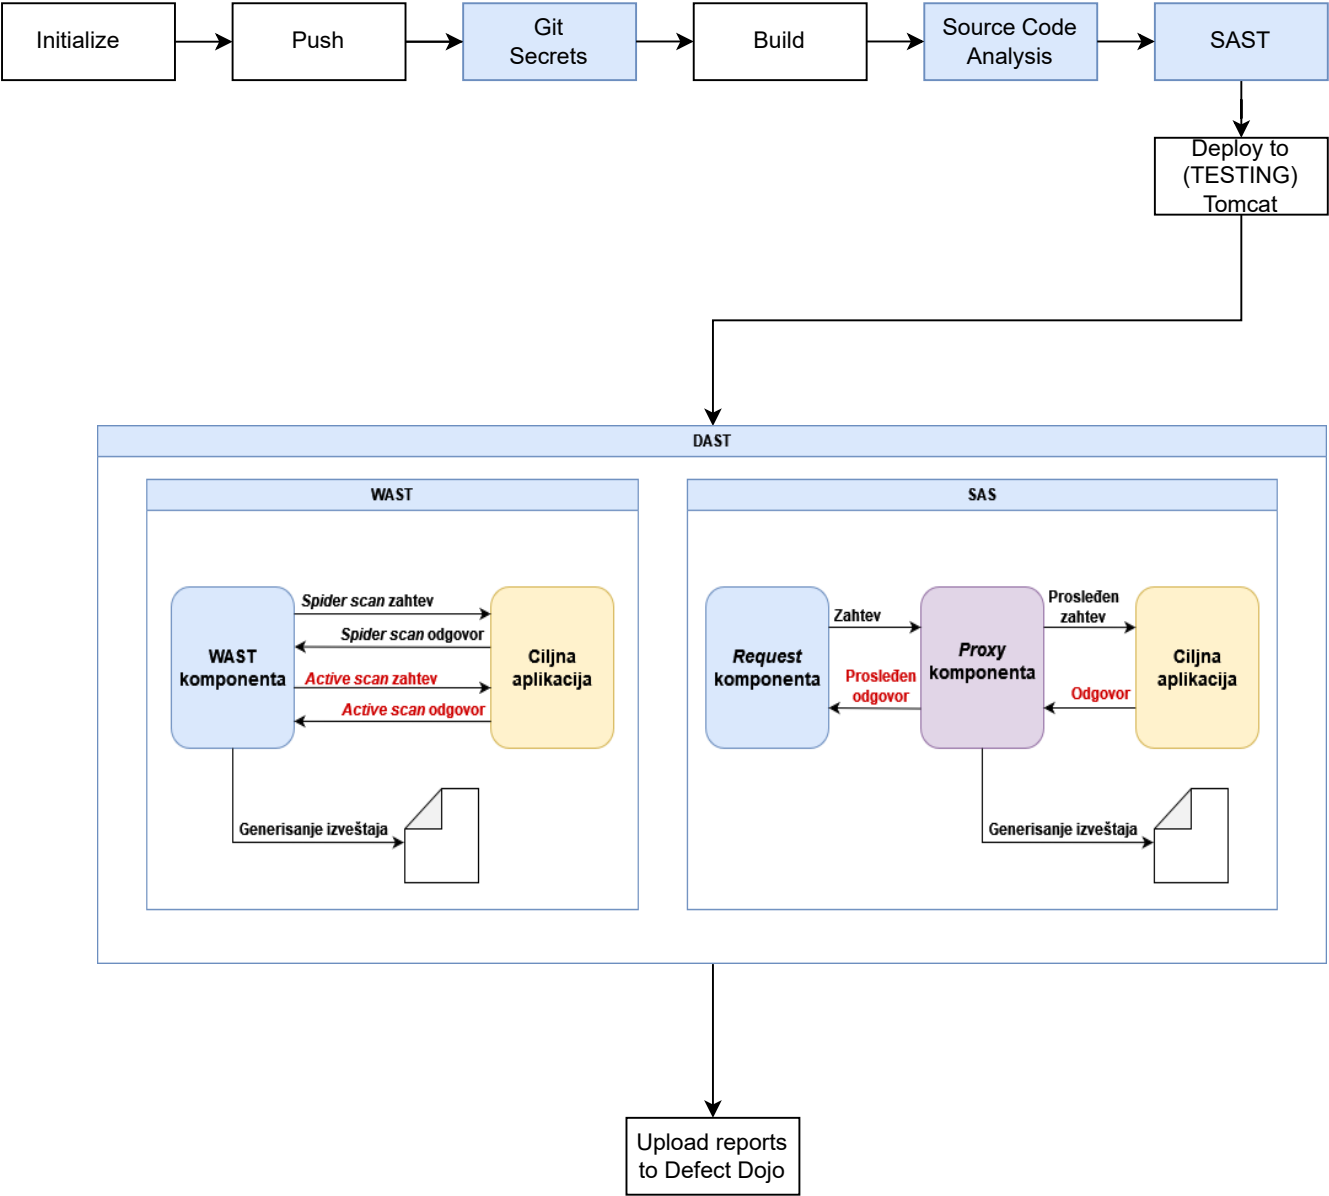 Initialize
Push
Git
Secrets
Build
Source Code
Analysis
SAST
Deploy to
(TESTING)
Tomcat
DAST
WAST
WAST
komponenta
Spider scan zahtev
Spider scan odgovor
Active scan zahtev
Active scan odgovor
Ciljna
aplikacija
Generisanje izveštaja
SAS
Request
komponenta
Zahtev
Prosleđen
odgovor
Proxy
komponenta
Prosleđen
zahtev
Odgovor
Ciljna
aplikacija
Generisanje izveštaja
Upload reports
to Defect Dojo